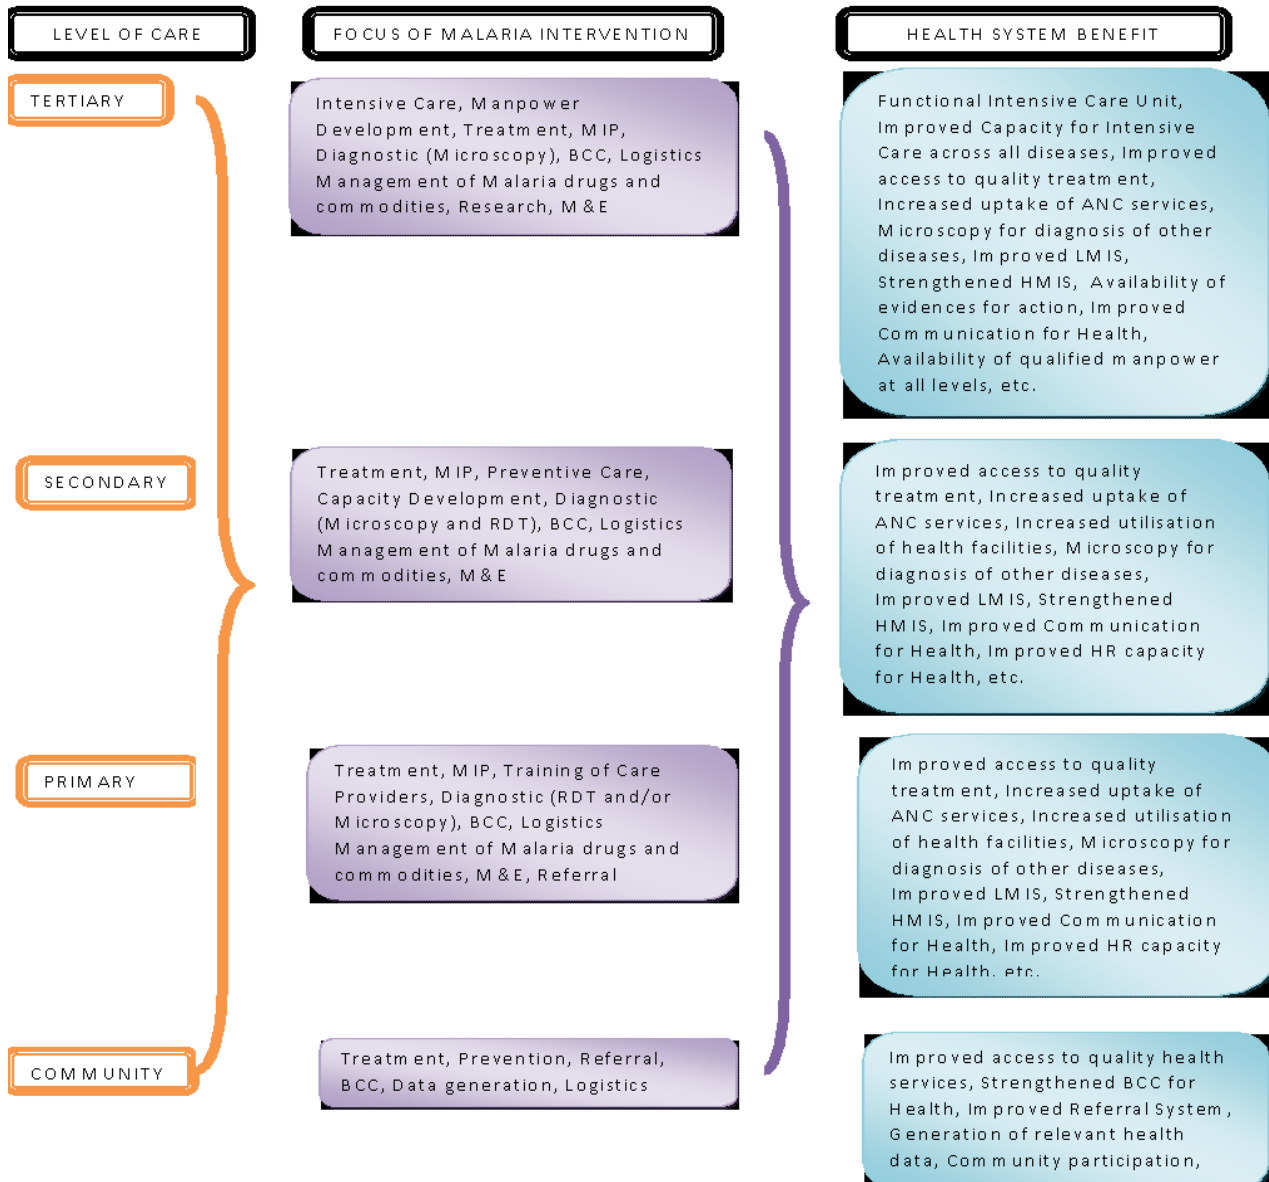 LEVEL OF CARE
FOCUS OF MALARIA INTERVENTION
HEALTH SYSTEM BENEFIT
TERTIARY
Intensive Care, Manpower
Development, Treatment, MIP,
Diagnostic (Microscopy), BCC, Logistics
Management of Malaria drugs and
commodities, Research, M&E
Functional Intensive Care Unit,
Improved Capacity for Intensive
Care across all diseases, Improved
access to quality treatment,
Increased uptake of ANC services,
Microscopy for diagnosis of other
diseases, Improved LMIS,
Strengthened HMIS, Availability of
evidences for action, Improved
Communication for Health,
Availability of qualified manpower
at all levels, etc.
SECONDARY
Treatment, MIP, Preventive Care,
Capacity Development, Diagnostic
(Microscopy and RDT), BCC, Logistics
Management of Malaria drugs and
commodities, M&E
Improved access to quality
treatment, Increased uptake of
ANC services, Increased utilisation
of health facilities, Microscopy for
diagnosis of other diseases,
Improved LMIS, Strengthened
HMIS, Improved Communication
for Health, Improved HR capacity
for Health, etc.
PRIMARY
Treatment, MIP, Training of Care
Providers, Diagnostic (RDT and/or
Microscopy), BCC, Logistics
Management of Malaria drugs and
commodities, M&E, Referral
Improved access to quality
treatment, Increased uptake of
ANC services, Increased utilisation
of health facilities, Microscopy for
diagnosis of other diseases,
Improved LMIS, Strengthened
HMIS, Improved Communication
for Health, Improved HR capacity
for Health, etc.
COMMUNITY
Treatment, Prevention, Referral,
BCC, Data generation, Logistics
Improved access to quality health
services, Strengthened BCC for
Health, Improved Referral System,
Generation of relevant health
data, Community participation,